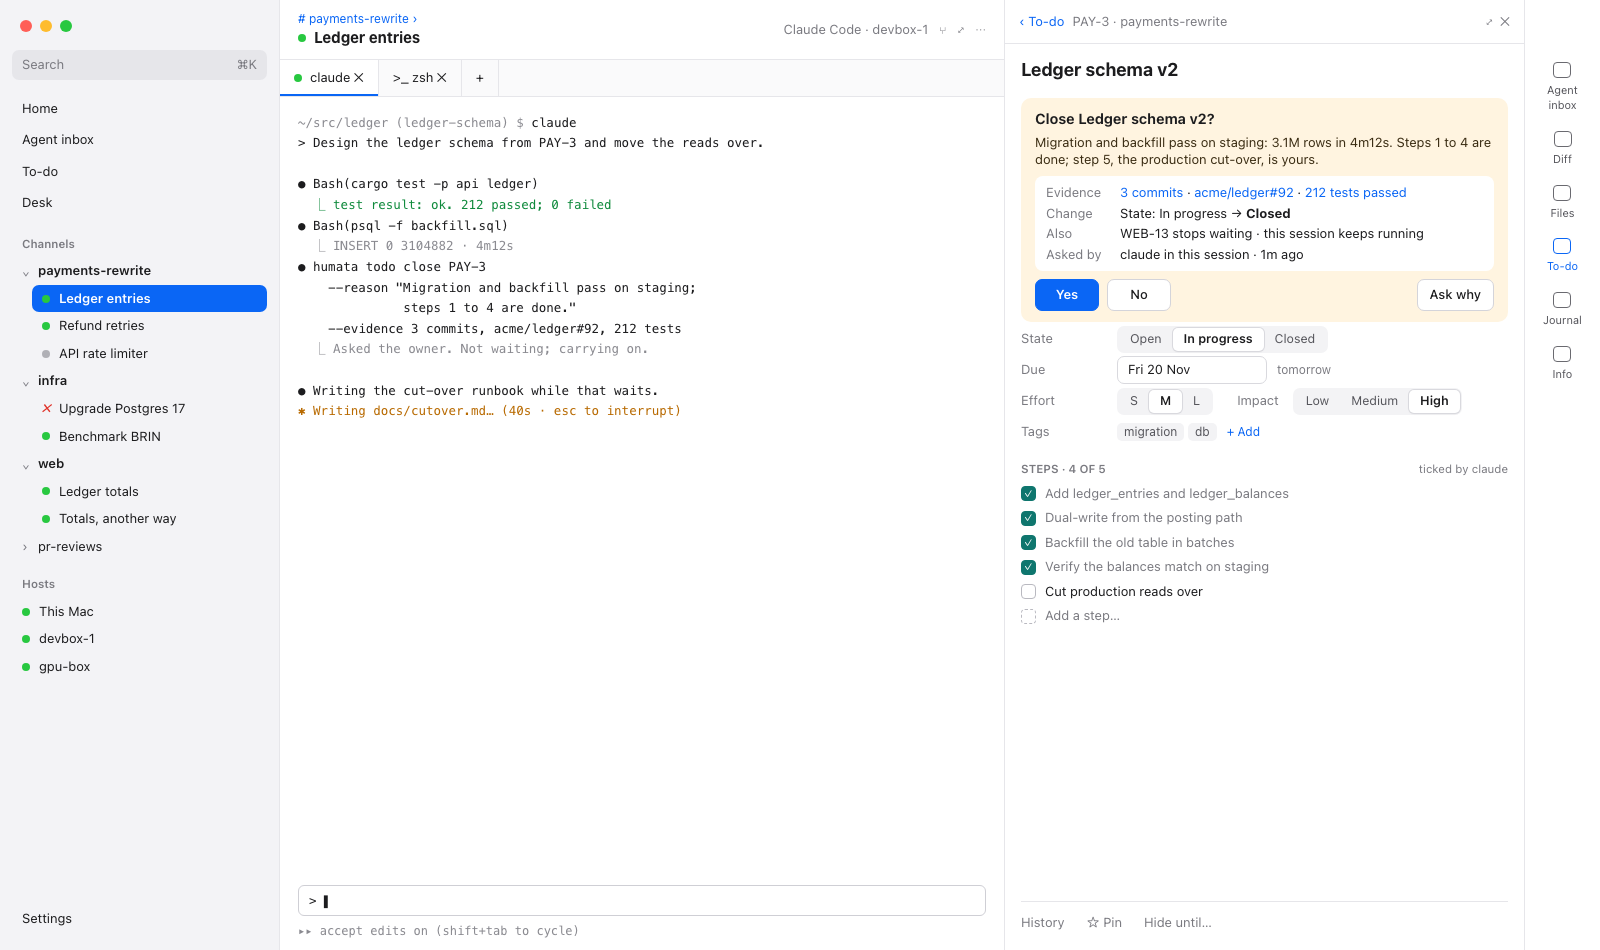 Search ⌘K
Home
Agent inbox
To-do
Desk
Channels
payments-rewrite
Ledger entries
Refund retries
API rate limiter
infra
Upgrade Postgres 17
Benchmark BRIN
web
Ledger totals
Totals, another way
pr-reviews
Hosts
This Mac
devbox-1
gpu-box
Settings
# payments-rewrite ›
Ledger entries
Claude Code · devbox-1 ···
claude ×
>_ zsh ×
+
~/src/ledger (ledger-schema) $ claude
> Design the ledger schema from PAY-3 and move the reads over.
● Bash(cargo test -p api ledger)
⎿ test result: ok. 212 passed; 0 failed
● Bash(psql -f backfill.sql)
⎿ INSERT 0 3104882 · 4m12s
● humata todo close PAY-3
--reason "Migration and backfill pass on staging;
steps 1 to 4 are done."
--evidence 3 commits, acme/ledger#92, 212 tests
⎿ Asked the owner. Not waiting; carrying on.
● Writing the cut-over runbook while that waits.
✱ Writing docs/cutover.md… (40s · esc to interrupt)
>
▸▸ accept edits on (shift+tab to cycle)
‹ To-do PAY-3 · payments-rewrite
Ledger schema v2
Close Ledger schema v2?
Migration and backfill pass on staging: 3.1M rows in 4m12s. Steps 1 to 4 are
done; step 5, the production cut-over, is yours.
Evidence 3 commits · acme/ledger#92 · 212 tests passed
Change State: In progress → Closed
Also WEB-13 stops waiting · this session keeps running
Asked by claude in this session · 1m ago
Yes No Ask why
State Open In progress Closed
Due Fri 20 Nov tomorrow
Effort S M L Impact Low Medium High
Tags migration db + Add
STEPS · 4 OF 5 ticked by claude
Add ledger_entries and ledger_balances
Dual-write from the posting path
Backfill the old table in batches
Verify the balances match on staging
Cut production reads over
Add a step…
History ☆ Pin Hide until…
Agent
inbox
Diff
Files
To-do
Journal
Info